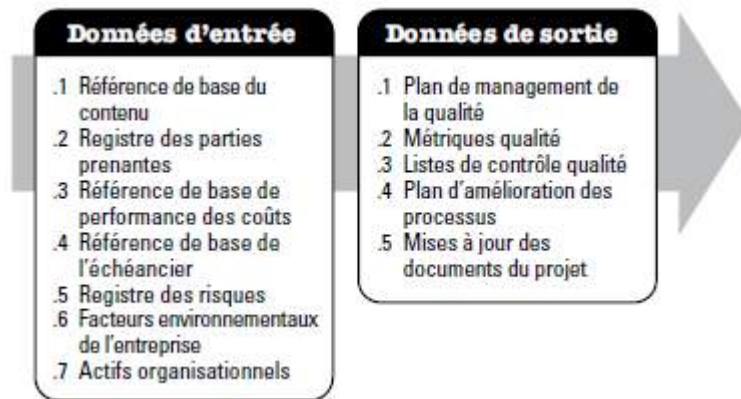 Données d'entrée
.1 Référence de base du
contenu
.2 Registre des parties
prenantes
.3 Référence de base de
performance des coûts
.4 Référence de base de
l'échéancier
.5 Registre des risques
.6 Facteurs environnementaux
de l'entreprise
.7 Actifs organisationnels
Données de sortie
.1 Plan de management de
la qualité
.2 Métriques qualité
.3 Listes de contrôle qualité
.4 Plan d'amélioration des
processus
.5 Mises à jour des
documents du projet